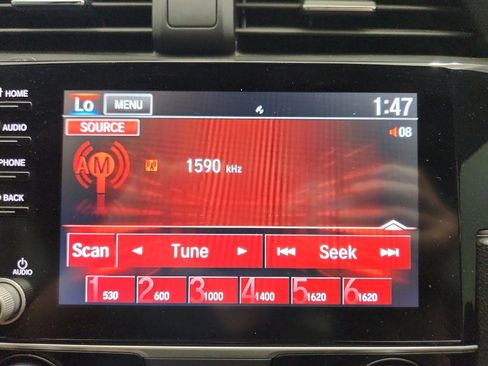 HOME
Lo MENU 1:47
AUDIO SOURCE 08
AM 1590 kHz
PHONE
BACK
Scan Tune Seek
AUDIO
1 530 2 600 3 1000 4 1400 5 1620 6 1620